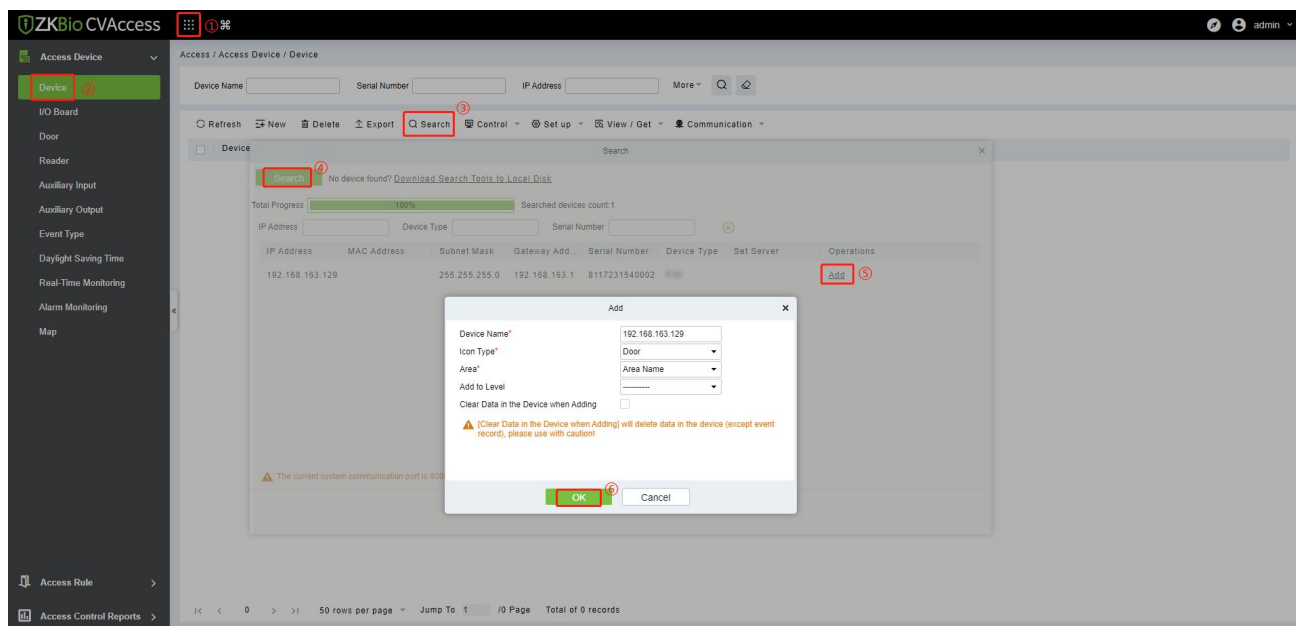 ZKBio CVAccess ① ⌘ admin
Access Device
Access / Access Device / Device
Device ②
Device Name Serial Number IP Address More
I/O Board
③
Refresh New Delete Export Search Control Set up View / Get Communication
Door
Device
Search ×
Reader
④
Search No device found? Download Search Tools to Local Disk
Auxiliary Input
Total Progress 100% Searched devices count:1
Auxiliary Output
IP Address Device Type Serial Number
Event Type
IP Address MAC Address Subnet Mask Gateway Add... Serial Number Device Type Set Server Operations
Daylight Saving Time
192.168.163.129 255.255.255.0 192.168.163.1 8117231540002 Add ⑤
Real-Time Monitoring
Alarm Monitoring
Map
Add ×
Device Name* 192.168.163.129
Icon Type* Door
Area* Area Name
Add to Level ----------
Clear Data in the Device when Adding
[Clear Data in the Device when Adding] will delete data in the device (except event
record), please use with caution!
The current system communication port is 808
OK ⑥ Cancel
Access Rule
Access Control Reports
0 50 rows per page Jump To 1 /0 Page Total of 0 records